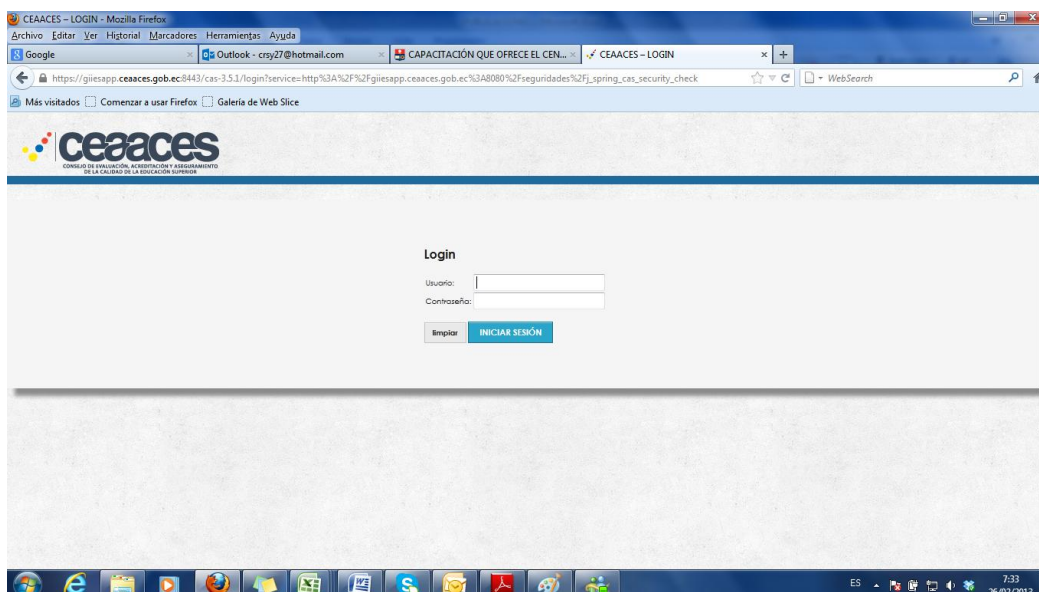 CEAACES – LOGIN - Mozilla Firefox
Archivo Editar Ver Historial Marcadores Herramientas Ayuda
Google
Outlook - crsy27@hotmail.com
CAPACITACIÓN QUE OFRECE EL CEN...
CEAACES – LOGIN
https://giiesapp.ceaaces.gob.ec:8443/cas-3.5.1/login?service=http%3A%2F%2Fgiiesapp.ceaaces.gob.ec%3A8080%2Fseguridades%2Fj_spring_cas_security_check
WebSearch
Más visitados Comenzar a usar Firefox Galería de Web Slice
ceaaces
CONSEJO DE EVALUACIÓN, ACREDITACIÓN Y ASEGURAMIENTO
DE LA CALIDAD DE LA EDUCACIÓN SUPERIOR
Login
Usuario:
Contraseña:
limpiar INICIAR SESIÓN
ES
7:33
26/02/2013